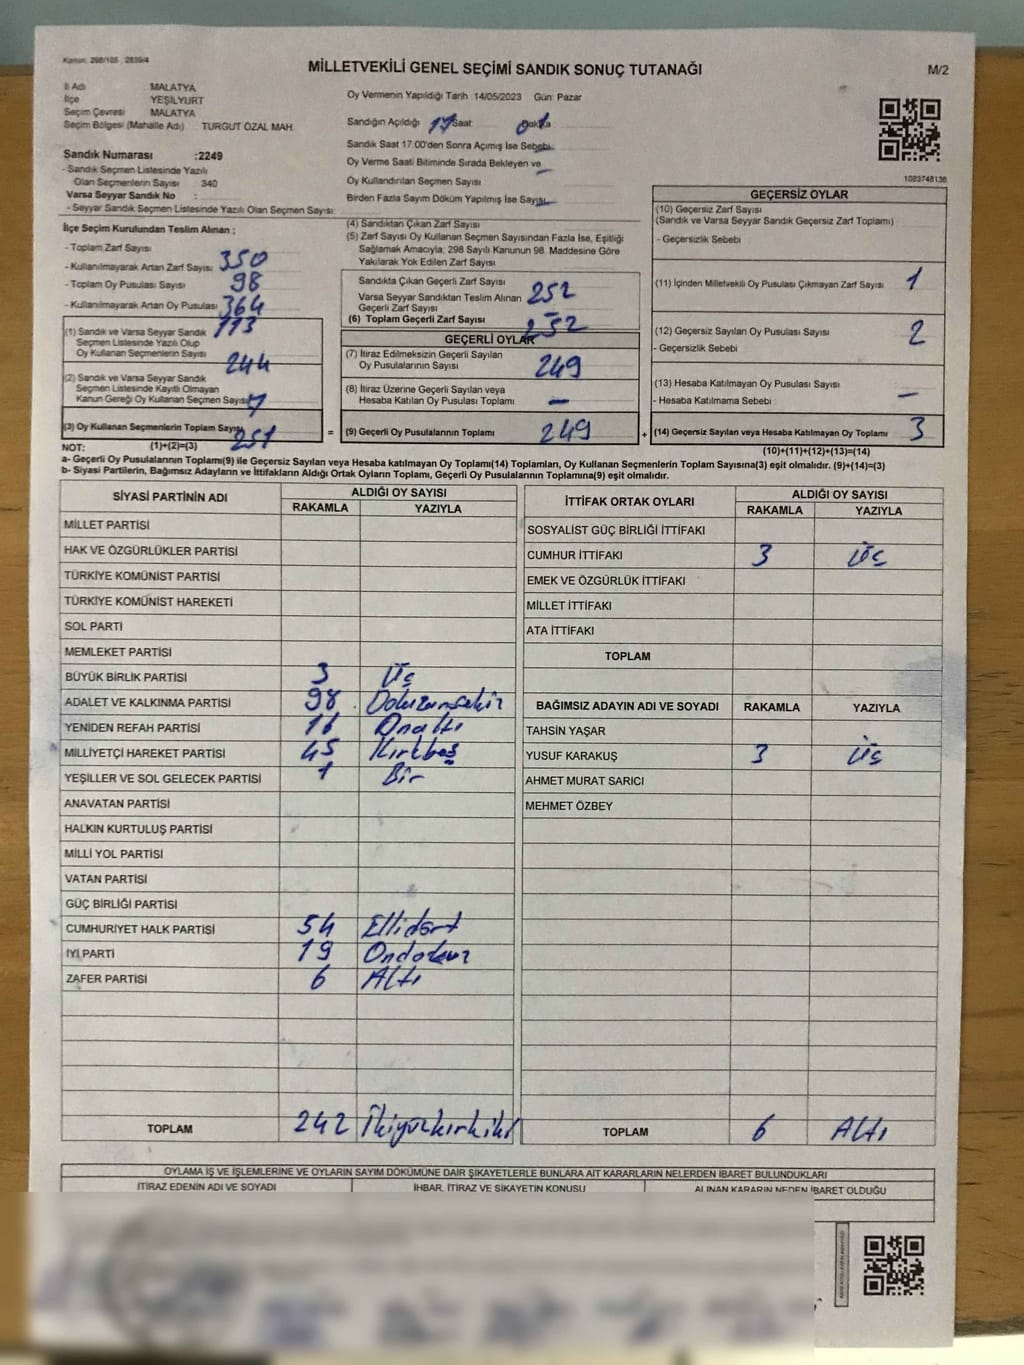 Kanun: 298/105 , 2839/4
MİLLETVEKİLİ GENEL SEÇİMİ SANDIK SONUÇ TUTANAĞI
M/2
İl Adı MALATYA
İlçe YEŞİLYURT
Seçim Çevresi MALATYA
Seçim Bölgesi (Mahalle Adı) TURGUT ÖZAL MAH.
Sandık Numarası :2249
- Sandık Seçmen Listesinde Yazılı
Olan Seçmenlerin Sayısı 340
Varsa Seyyar Sandık No :
- Seyyar Sandık Seçmen Listesinde Yazılı Olan Seçmen Sayısı:
Oy Vermenin Yapıldığı Tarih 14/05/2023 Gün: Pazar
Sandığın Açıldığı 17 Saat
Sandık Saat 17.00'den Sonra Açımış İse Sebebi
Oy Verme Saati Bitiminde Sırada Bekleyen ve
Oy Kullandırılan Seçmen Sayısı
Birden Fazla Sayım Döküm Yapılmış İse Sayısı
1083748136
İlçe Seçim Kurulundan Teslim Alınan ;
- Toplam Zarf Sayısı 350
- Kullanılmayarak Artan Zarf Sayısı 98
- Toplam Oy Pusulası Sayısı 364
- Kullanılmayarak Artan Oy Pusulası 113
(1) Sandık ve Varsa Seyyar Sandık
Seçmen Listesinde Yazılı Olup
Oy Kullanan Seçmenlerin Sayısı 244
(2) Sandık ve Varsa Seyyar Sandık
Seçmen Listesinde Kayıtlı Olmayan
Kanun Gereği Oy Kullanan Seçmen Sayısı 7
(3) Oy Kullanan Seçmenlerin Toplam Sayısı 251
(1)+(2)=(3)
(4) Sandıktan Çıkan Zarf Sayısı
(5) Zarf Sayısı Oy Kullanan Seçmen Sayısından Fazla İse, Eşitliği
Sağlamak Amacıyla; 298 Sayılı Kanunun 98. Maddesine Göre
Yakılarak Yok Edilen Zarf Sayısı
Sandıkta Çıkan Geçerli Zarf Sayısı 252
Varsa Seyyar Sandıktan Teslim Alınan
Geçerli Zarf Sayısı
(6) Toplam Geçerli Zarf Sayısı 252
GEÇERLİ OYLAR
(7) İtiraz Edilmeksizin Geçerli Sayılan
Oy Pusulalarının Sayısı 249
(8) İtiraz Üzerine Geçerli Sayılan veya
Hesaba Katılan Oy Pusulası Toplamı —
= (9) Geçerli Oy Pusulalarının Toplamı 249
GEÇERSİZ OYLAR
(10) Geçersiz Zarf Sayısı
(Sandık ve Varsa Seyyar Sandık Geçersiz Zarf Toplamı)
- Geçersizlik Sebebi
(11) İçinden Milletvekili Oy Pusulası Çıkmayan Zarf Sayısı 1
(12) Geçersiz Sayılan Oy Pusulası Sayısı 2
- Geçersizlik Sebebi
(13) Hesaba Katılmayan Oy Pusulası Sayısı
- Hesaba Katılmama Sebebi —
+ (14) Geçersiz Sayılan veya Hesaba Katılmayan Oy Toplamı 3
(10)+(11)+(12)+(13)=(14)
NOT:
a- Geçerli Oy Pusulalarının Toplamı(9) ile Geçersiz Sayılan veya Hesaba katılmayan Oy Toplamı(14) Toplamları, Oy Kullanan Seçmenlerin Toplam Sayısına(3) eşit olmalıdır. (9)+(14)=(3)
b- Siyasi Partilerin, Bağımsız Adayların ve İttifakların Aldığı Ortak Oyların Toplamı, Geçerli Oy Pusulalarının Toplamına(9) eşit olmalıdır.
SİYASİ PARTİNİN ADI ALDIĞI OY SAYISI
RAKAMLA YAZIYLA
MİLLET PARTİSİ
HAK VE ÖZGÜRLÜKLER PARTİSİ
TÜRKİYE KOMÜNİST PARTİSİ
TÜRKİYE KOMÜNİST HAREKETİ
SOL PARTİ
MEMLEKET PARTİSİ
BÜYÜK BİRLİK PARTİSİ 3 Üç
ADALET VE KALKINMA PARTİSİ 98 Doksansekiz
YENİDEN REFAH PARTİSİ 16 Onaltı
MİLLİYETÇİ HAREKET PARTİSİ 45 Kırkbeş
YEŞİLLER VE SOL GELECEK PARTİSİ 1 Bir
ANAVATAN PARTİSİ
HALKIN KURTULUŞ PARTİSİ
MİLLİ YOL PARTİSİ
VATAN PARTİSİ
GÜÇ BİRLİĞİ PARTİSİ
CUMHURİYET HALK PARTİSİ 54 Ellidört
İYİ PARTİ 19 Ondokuz
ZAFER PARTİSİ 6 Altı
TOPLAM 242 İkiyüzkırkiki
İTTİFAK ORTAK OYLARI ALDIĞI OY SAYISI
RAKAMLA YAZIYLA
SOSYALİST GÜÇ BİRLİĞİ İTTİFAKI
CUMHUR İTTİFAKI 3 Üç
EMEK VE ÖZGÜRLÜK İTTİFAKI
MİLLET İTTİFAKI
ATA İTTİFAKI
TOPLAM
BAĞIMSIZ ADAYIN ADI VE SOYADI RAKAMLA YAZIYLA
TAHSİN YAŞAR
YUSUF KARAKUŞ 3 Üç
AHMET MURAT SARICI
MEHMET ÖZBEY
TOPLAM 6 Altı
OYLAMA İŞ VE İŞLEMLERİNE VE OYLARIN SAYIM DÖKÜMÜNE DAİR ŞİKAYETLERLE BUNLARA AİT KARARLARIN NELERDEN İBARET BULUNDUKLARI
İTİRAZ EDENİN ADI VE SOYADI İHBAR, İTİRAZ VE ŞİKAYETİN KONUSU ALINAN KARARIN NEDEN İBARET OLDUĞU